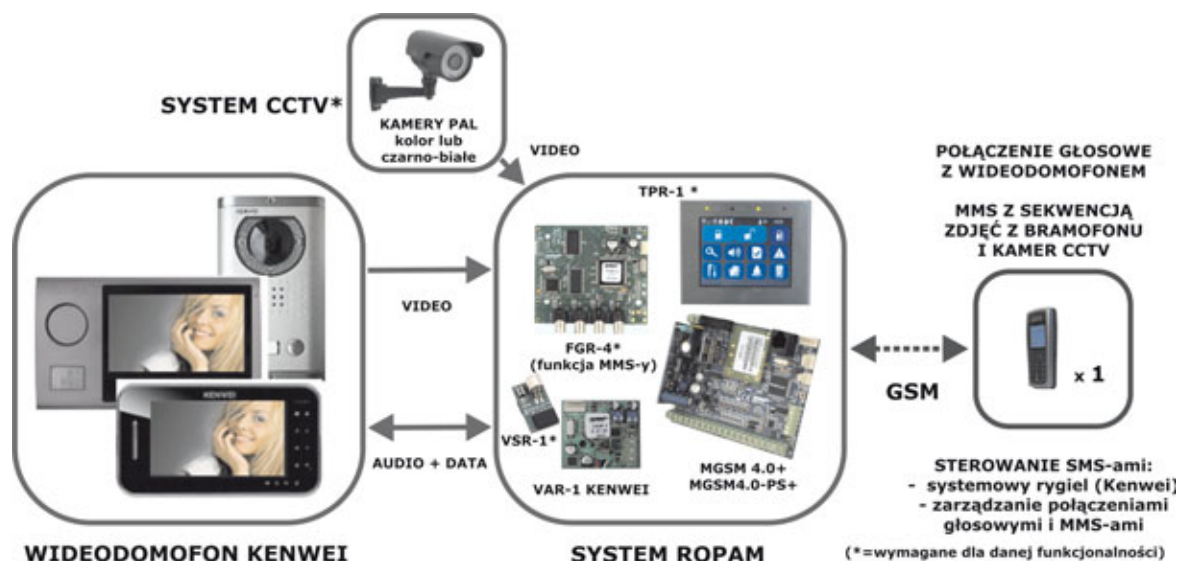 SYSTEM CCTV*
KAMERY PAL
kolor lub
czarno-białe
VIDEO
POŁĄCZENIE GŁOSOWE
Z WIDEODOMOFONEM
MMS Z SEKWENCJĄ
ZDJĘĆ Z BRAMOFONU
I KAMER CCTV
TPR-1 *
VIDEO
FGR-4*
(funkcja MMS-y)
KENWEI
x 1
GSM
VSR-1*
AUDIO + DATA
VAR-1 KENWEI
MGSM 4.0+
MGSM4.0-PS+
STEROWANIE SMS-ami:
- systemowy rygiel (Kenwei)
- zarządzanie połączeniami
głosowymi i MMS-ami
WIDEODOMOFON KENWEI
SYSTEM ROPAM
(*=wymagane dla danej funkcjonalności)